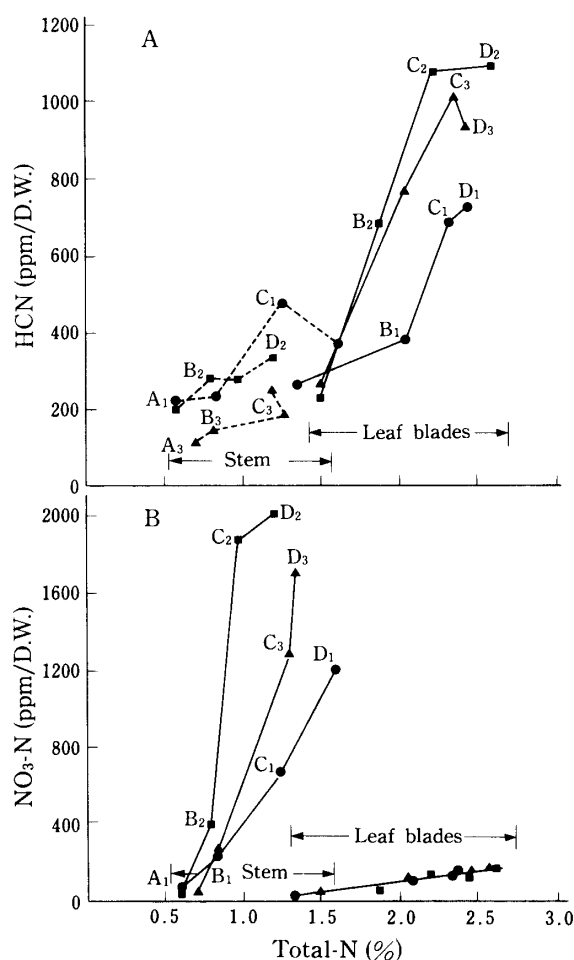 A
1200
1000
800
600
400
200
0
HCN (ppm/D.W.)
D₂
C₂
C₃
D₃
D₁
C₁
B₂
B₁
C₁
D₂
B₂
A₁
B₃
C₃
A₃
Leaf blades
Stem
B
2000
1600
1200
800
400
0
NO₃-N (ppm/D.W.)
D₂
C₂
D₃
C₃
D₁
C₁
B₂
Leaf blades
A₁
B₁
Stem
0.5 1.0 1.5 2.0 2.5 3.0
Total-N (%)